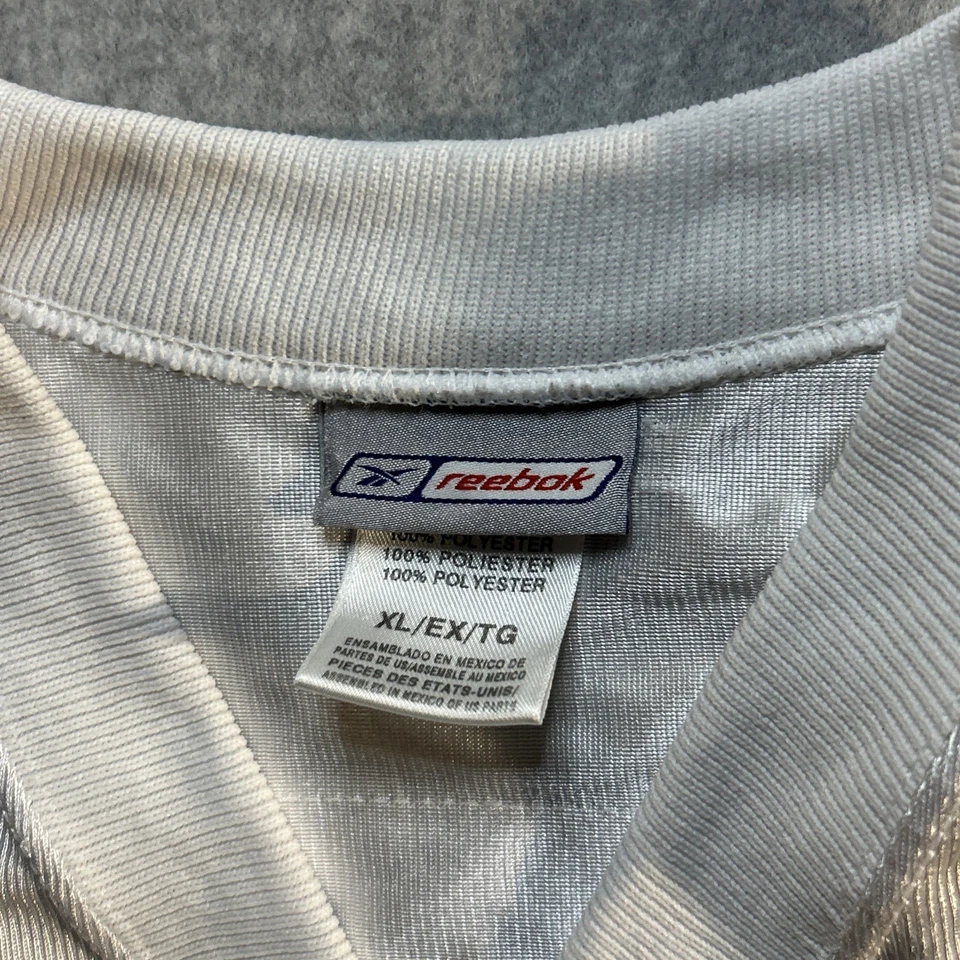 reebok
100% POLYESTER
100% POLIESTER
100% POLYESTER
XL/EX/TG
ENSAMBLADO EN MEXICO DE
PARTES DE US/ASSEMBLE AU MEXICO
PIECES DES ETATS-UNIS/
ASSEMBLED IN MEXICO OF US PARTS